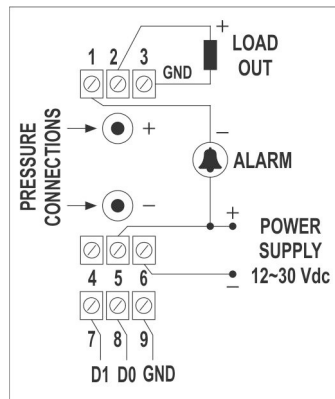 1 2 3
+
LOAD
OUT
GND
PRESSURE
CONNECTIONS
+
−
−
ALARM
+
POWER
SUPPLY
12~30 Vdc
−
4 5 6
7 8 9
D1 D0 GND